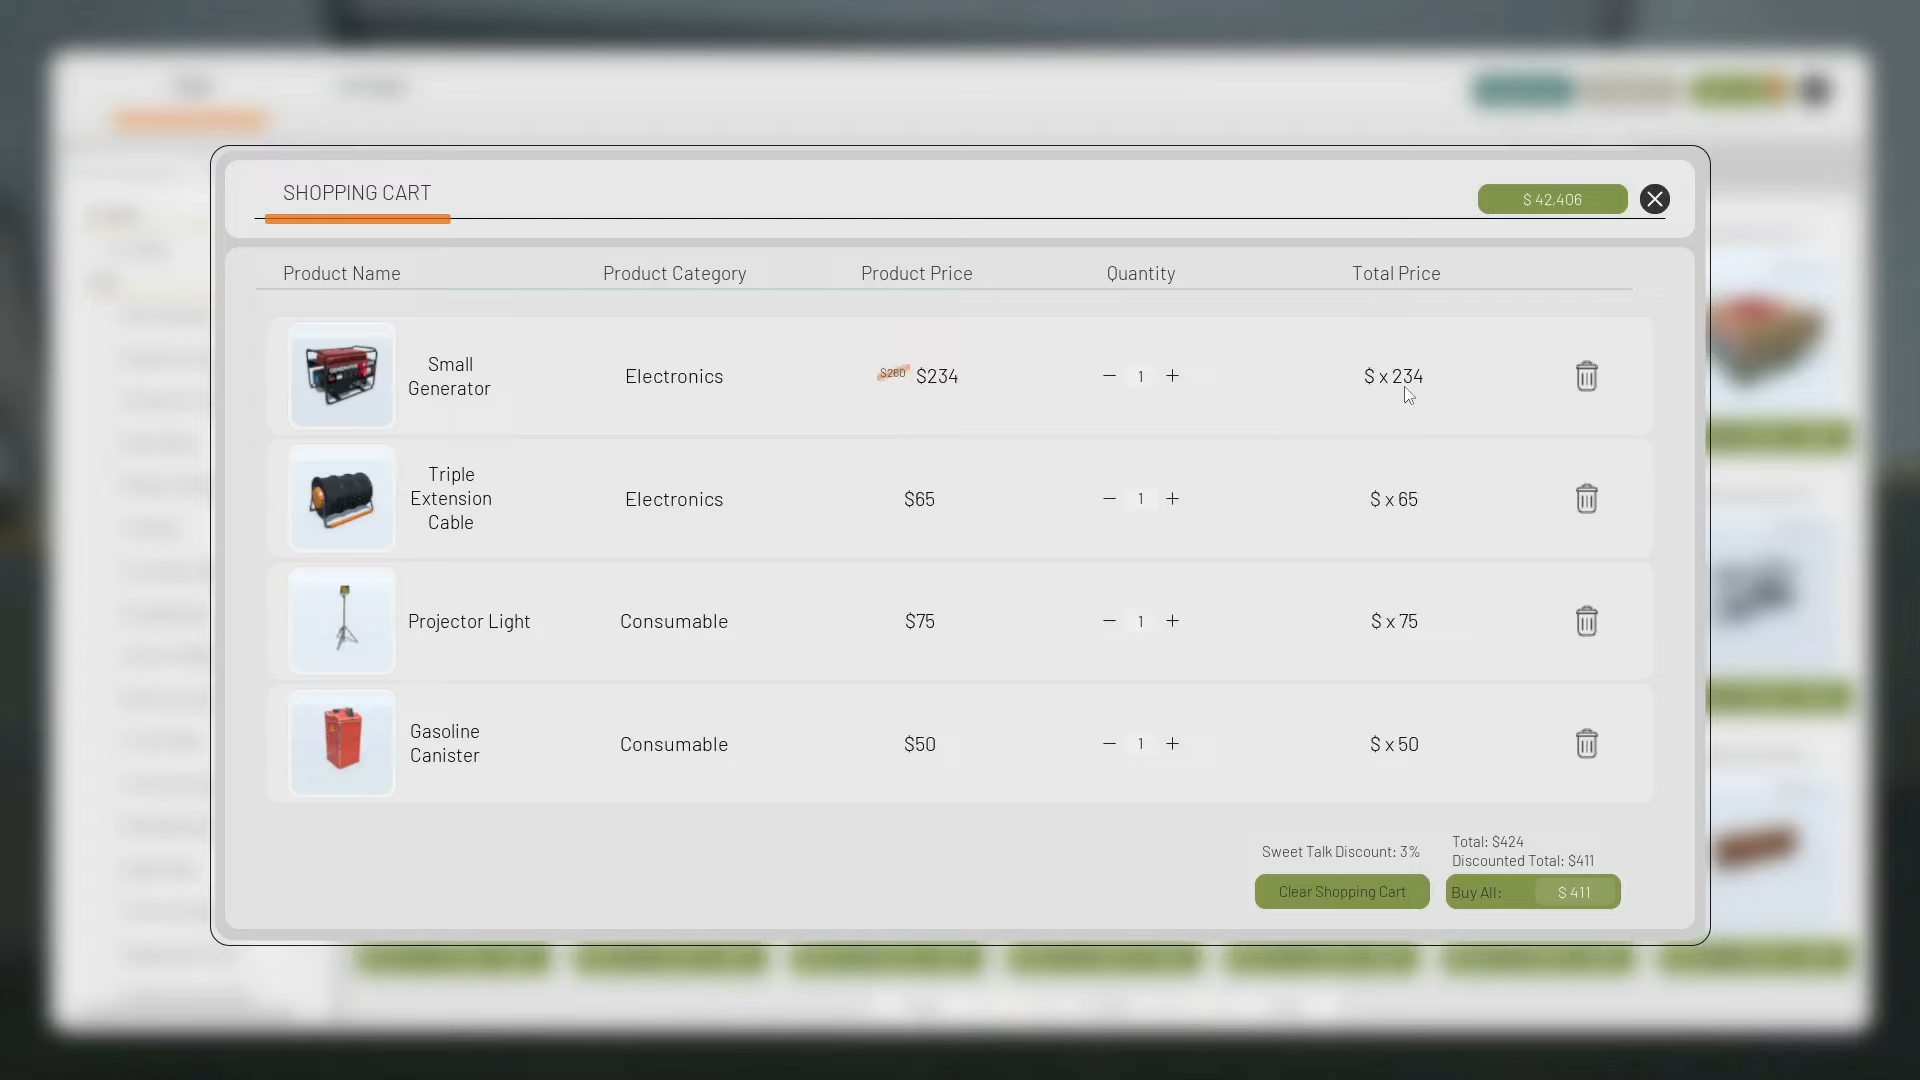 SHOPPING CART
$ 42,406
Product Name
Product Category
Product Price
Quantity
Total Price
Small
Generator
Electronics
$260
$234
1
$ x 234
Triple
Extension
Cable
Electronics
$65
1
$ x 65
Projector Light
Consumable
$75
1
$ x 75
Gasoline
Canister
Consumable
$50
1
$ x 50
Sweet Talk Discount: 3%
Total: $424
Discounted Total: $411
Clear Shopping Cart
Buy All:
$ 411